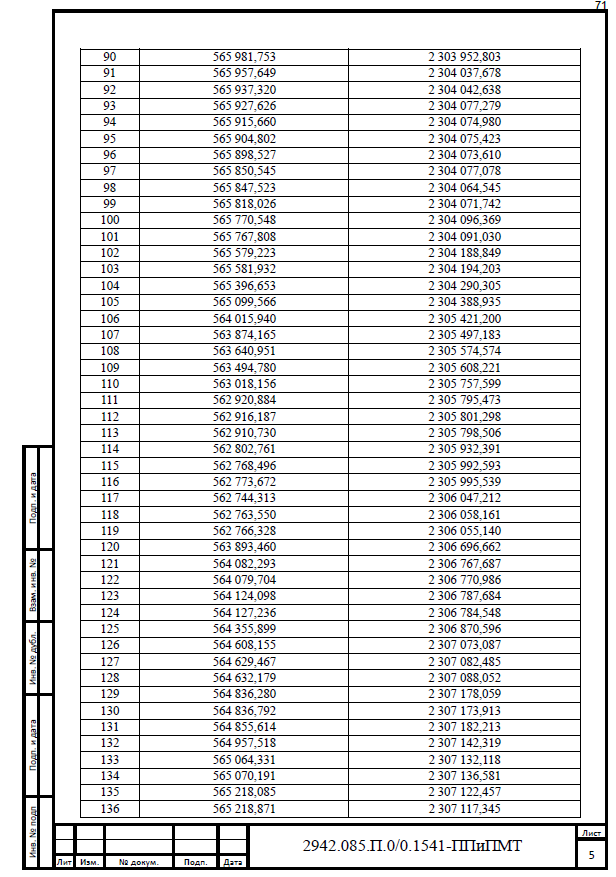 71
90 565 981,753 2 303 952,803
91 565 957,649 2 304 037,678
92 565 937,320 2 304 042,638
93 565 927,626 2 304 077,279
94 565 915,660 2 304 074,980
95 565 904,802 2 304 075,423
96 565 898,527 2 304 073,610
97 565 850,545 2 304 077,078
98 565 847,523 2 304 064,545
99 565 818,026 2 304 071,742
100 565 770,548 2 304 096,369
101 565 767,808 2 304 091,030
102 565 579,223 2 304 188,849
103 565 581,932 2 304 194,203
104 565 396,653 2 304 290,305
105 565 099,566 2 304 388,935
106 564 015,940 2 305 421,200
107 563 874,165 2 305 497,183
108 563 640,951 2 305 574,574
109 563 494,780 2 305 608,221
110 563 018,156 2 305 757,599
111 562 920,884 2 305 795,473
112 562 916,187 2 305 801,298
113 562 910,730 2 305 798,506
114 562 802,761 2 305 932,391
115 562 768,496 2 305 992,593
116 562 773,672 2 305 995,539
117 562 744,313 2 306 047,212
118 562 763,550 2 306 058,161
119 562 766,328 2 306 055,140
120 563 893,460 2 306 696,662
121 564 082,293 2 306 767,687
122 564 079,704 2 306 770,986
123 564 124,098 2 306 787,684
124 564 127,236 2 306 784,548
125 564 355,899 2 306 870,596
126 564 608,155 2 307 073,087
127 564 629,467 2 307 082,485
128 564 632,179 2 307 088,052
129 564 836,280 2 307 178,059
130 564 836,792 2 307 173,913
131 564 855,614 2 307 182,213
132 564 957,518 2 307 142,319
133 565 064,331 2 307 132,118
134 565 070,191 2 307 136,581
135 565 218,085 2 307 122,457
136 565 218,871 2 307 117,345
Подп. и дата
Взам. инв. №
Инв. № дубл.
Подп. и дата
Инв. № подп
Лит Изм. № докум. Подп. Дата
2942.085.П.0/0.1541-ППиПМТ
Лист
5